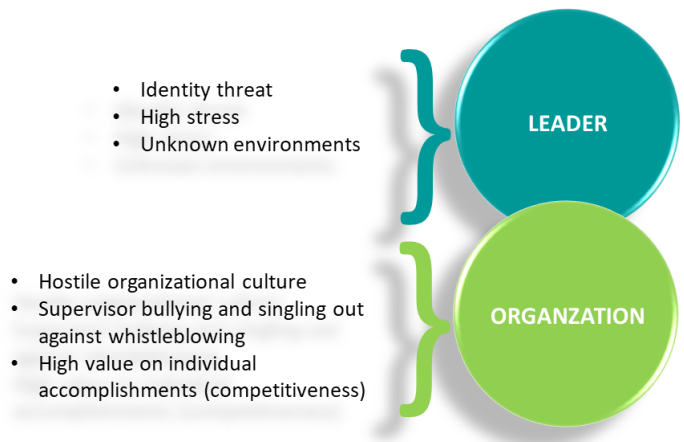 • Identity threat
• High stress
• Unknown environments
LEADER
• Hostile organizational culture
• Supervisor bullying and singling out
against whistleblowing
• High value on individual
accomplishments (competitiveness)
ORGANZATION